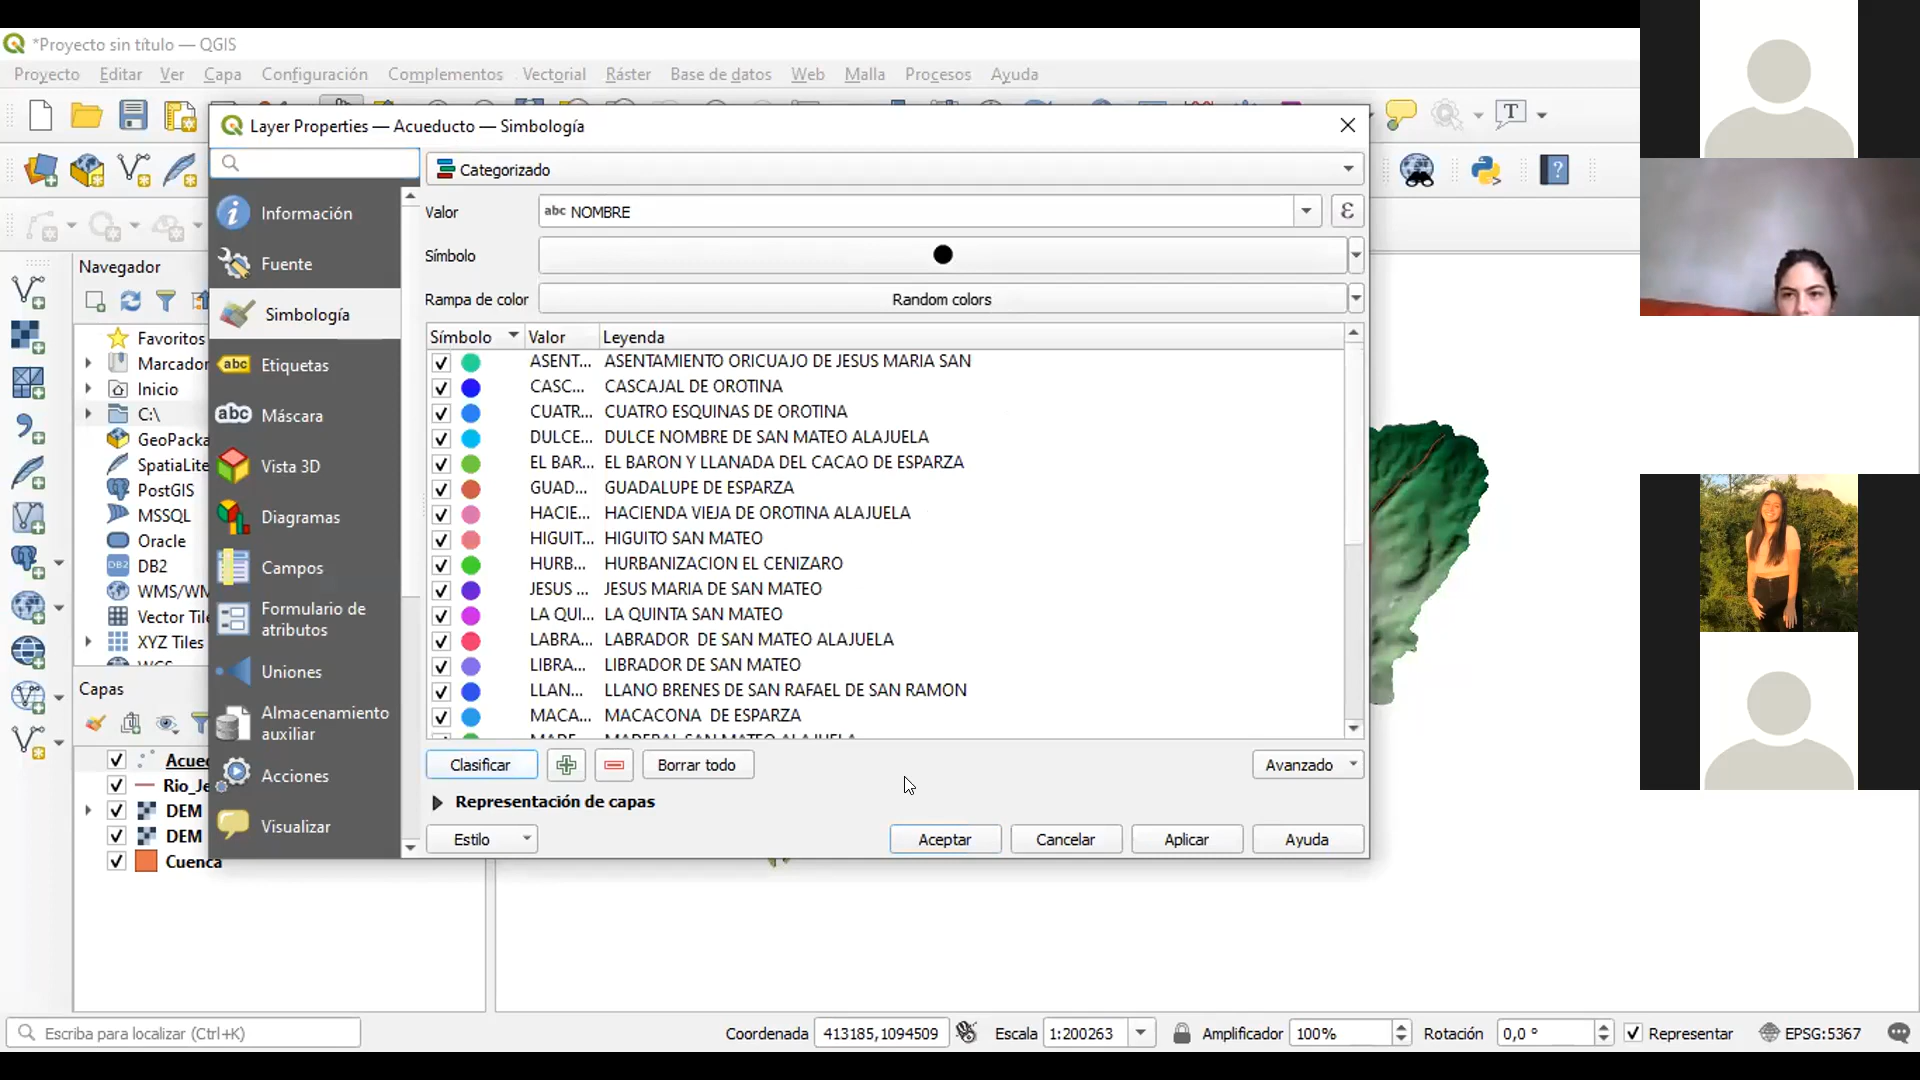 *Proyecto sin título — QGIS
Proyecto Editar Ver Capa Configuración Complementos Vectorial Ráster Base de datos Web Malla Procesos Ayuda
Layer Properties — Acueducto — Simbología
Categorizado
Información
Fuente
Simbología
Etiquetas
Máscara
Vista 3D
Diagramas
Campos
Formulario de
atributos
Uniones
Almacenamiento
auxiliar
Acciones
Visualizar
Valor abc NOMBRE ε
Símbolo
Rampa de color Random colors
Símbolo Valor Leyenda
ASENT... ASENTAMIENTO ORICUAJO DE JESUS MARIA SAN
CASC... CASCAJAL DE OROTINA
CUATR... CUATRO ESQUINAS DE OROTINA
DULCE... DULCE NOMBRE DE SAN MATEO ALAJUELA
EL BAR... EL BARON Y LLANADA DEL CACAO DE ESPARZA
GUAD... GUADALUPE DE ESPARZA
HACIE... HACIENDA VIEJA DE OROTINA ALAJUELA
HIGUIT... HIGUITO SAN MATEO
HURB... HURBANIZACION EL CENIZARO
JESUS ... JESUS MARIA DE SAN MATEO
LA QUI... LA QUINTA SAN MATEO
LABRA... LABRADOR DE SAN MATEO ALAJUELA
LIBRA... LIBRADOR DE SAN MATEO
LLAN... LLANO BRENES DE SAN RAFAEL DE SAN RAMON
MACA... MACACONA DE ESPARZA
Clasificar Borrar todo Avanzado
Representación de capas
Estilo Aceptar Cancelar Aplicar Ayuda
Navegador
Favoritos
Marcador
Inicio
C:\
GeoPacka
SpatiaLite
PostGIS
MSSQL
Oracle
DB2
WMS/WM
Vector Tile
XYZ Tiles
Capas
Acued
Rio_Je
DEM
DEM
Cuenca
Escriba para localizar (Ctrl+K)
Coordenada 413185,1094509 Escala 1:200263 Amplificador 100% Rotación 0,0 ° Representar EPSG:5367